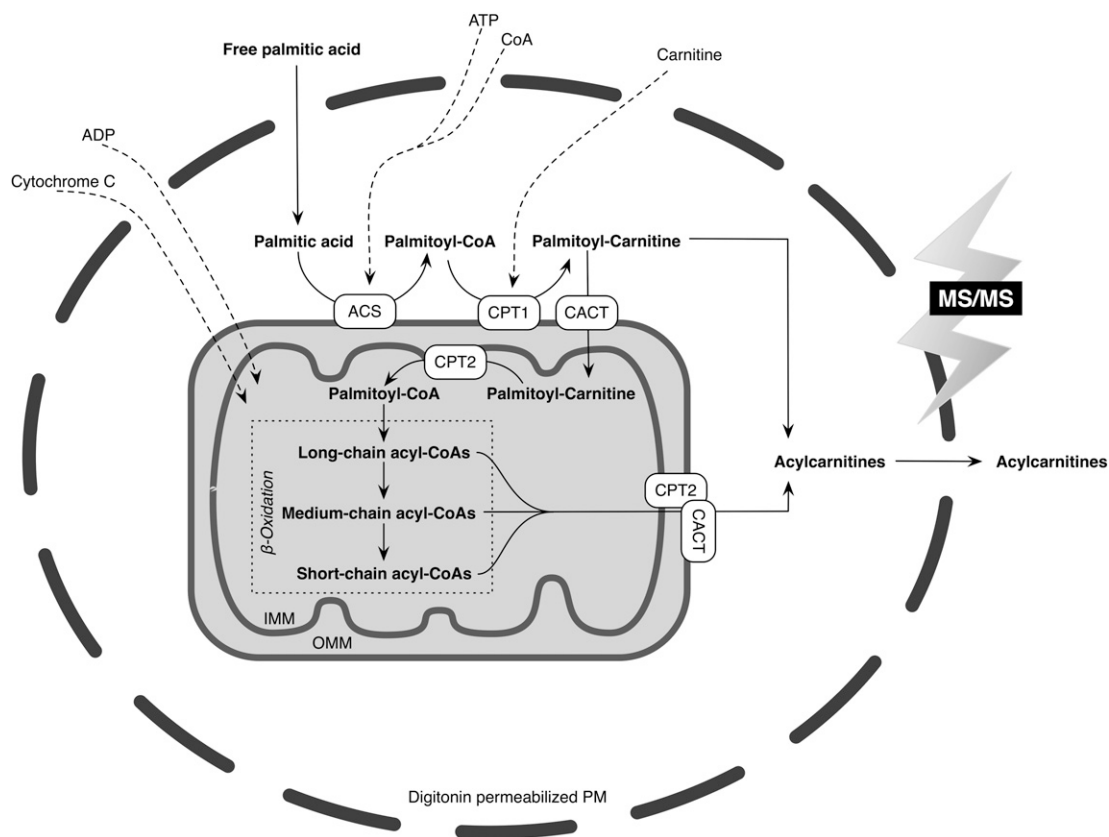 ATP
CoA
Free palmitic acid
Carnitine
ADP
Cytochrome C
Palmitic acid
Palmitoyl-CoA
Palmitoyl-Carnitine
MS/MS
ACS
CPT1
CACT
CPT2
Palmitoyl-CoA
Palmitoyl-Carnitine
Long-chain acyl-CoAs
Acylcarnitines
Acylcarnitines
β-Oxidation
CPT2
Medium-chain acyl-CoAs
CACT
Short-chain acyl-CoAs
IMM
OMM
Digitonin permeabilized PM